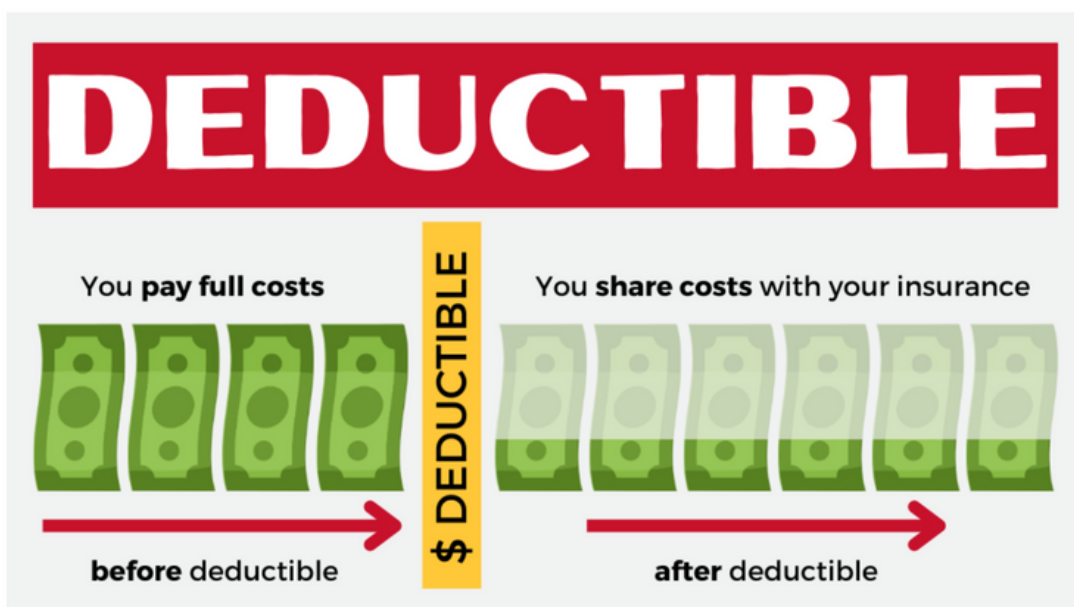 DEDUCTIBLE
You pay full costs
$ DEDUCTIBLE
You share costs with your insurance
before deductible
after deductible